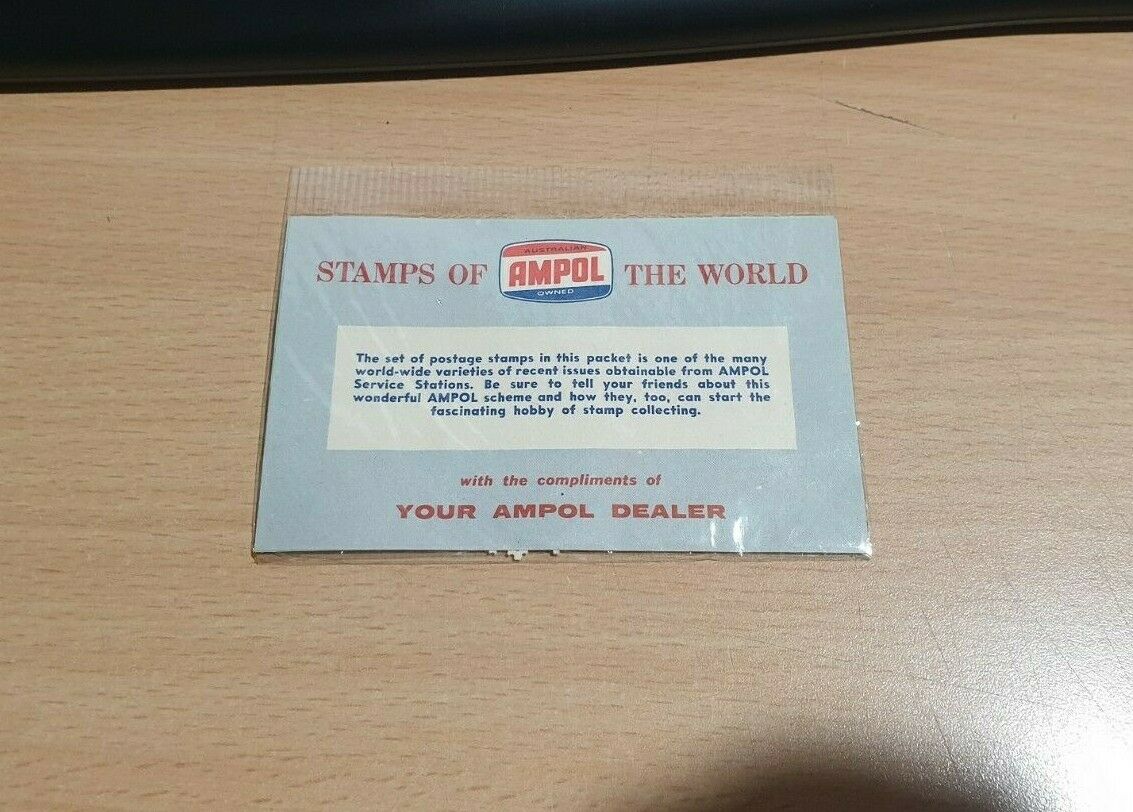 STAMPS OF AUSTRALIAN AMPOL OWNED THE WORLD
The set of postage stamps in this packet is one of the many
world-wide varieties of recent issues obtainable from AMPOL
Service Stations. Be sure to tell your friends about this
wonderful AMPOL scheme and how they, too, can start the
fascinating hobby of stamp collecting.
with the compliments of
YOUR AMPOL DEALER